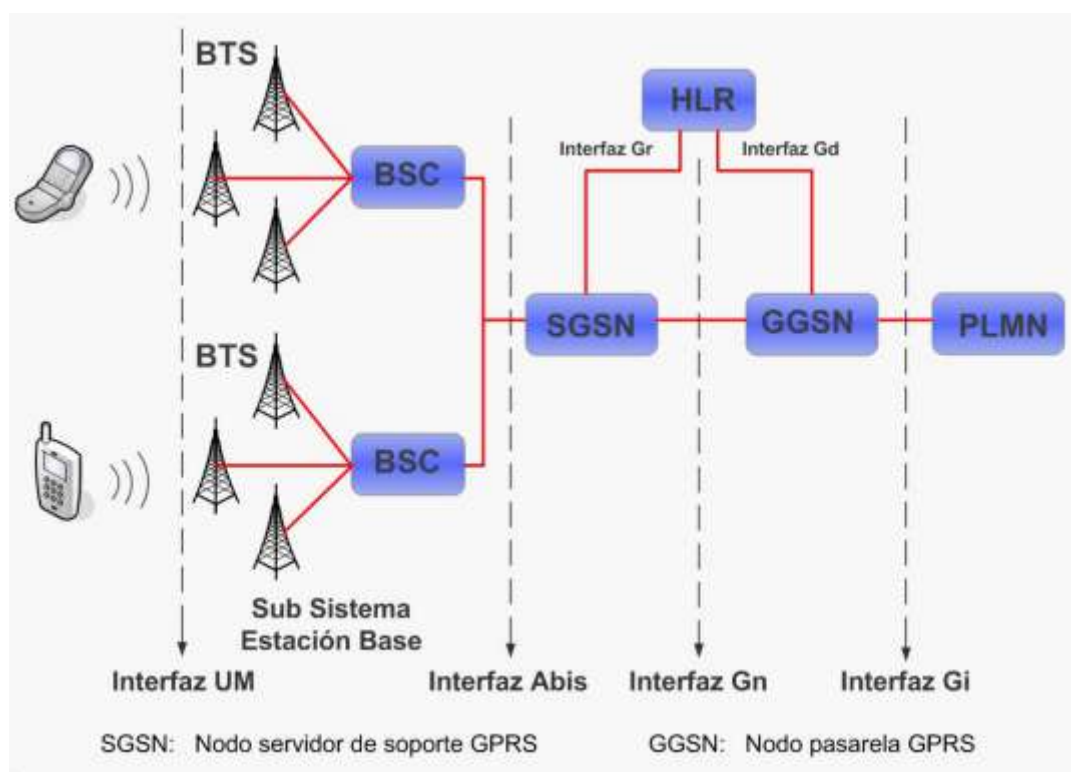 BTS
HLR
Interfaz Gr
Interfaz Gd
BSC
SGSN
GGSN
PLMN
BTS
BSC
Sub Sistema
Estación Base
Interfaz UM
Interfaz Abis
Interfaz Gn
Interfaz Gi
SGSN: Nodo servidor de soporte GPRS
GGSN: Nodo pasarela GPRS